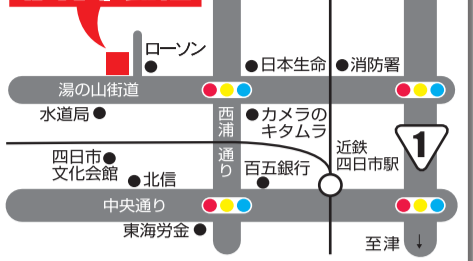 ローソン
日本生命
消防署
湯の山街道
水道局
西浦通り
カメラの
キタムラ
1
近鉄
四日市駅
四日市
文化会館
北信
百五銀行
中央通り
東海労金
至津
↓